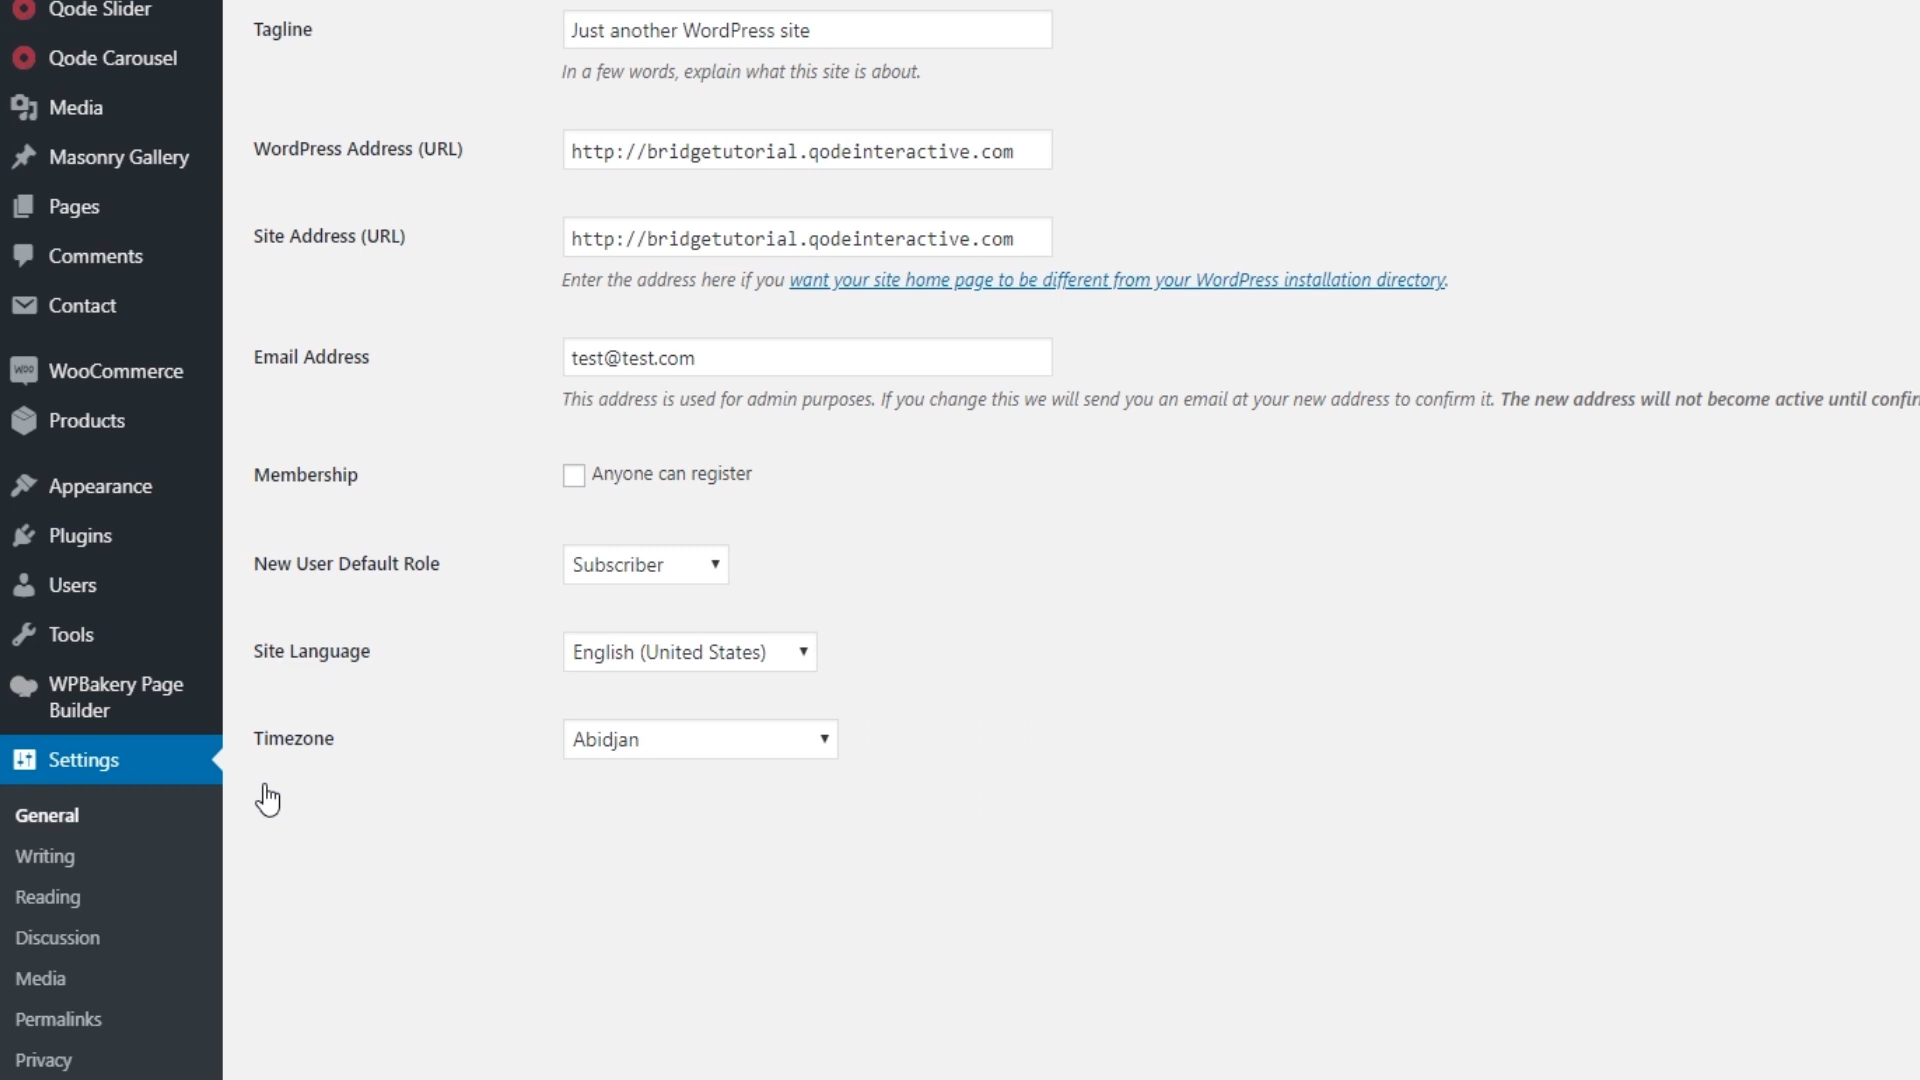 Qode Slider
Qode Carousel
Media
Masonry Gallery
Pages
Comments
Contact
WooCommerce
Products
Appearance
Plugins
Users
Tools
WPBakery Page
Builder
Settings
General
Writing
Reading
Discussion
Media
Permalinks
Privacy
Tagline
Just another WordPress site
In a few words, explain what this site is about.
WordPress Address (URL)
http://bridgetutorial.qodeinteractive.com
Site Address (URL)
http://bridgetutorial.qodeinteractive.com
Enter the address here if you want your site home page to be different from your WordPress installation directory.
Email Address
test@test.com
This address is used for admin purposes. If you change this we will send you an email at your new address to confirm it. The new address will not become active until
Membership
Anyone can register
New User Default Role
Subscriber
Site Language
English (United States)
Timezone
Abidjan